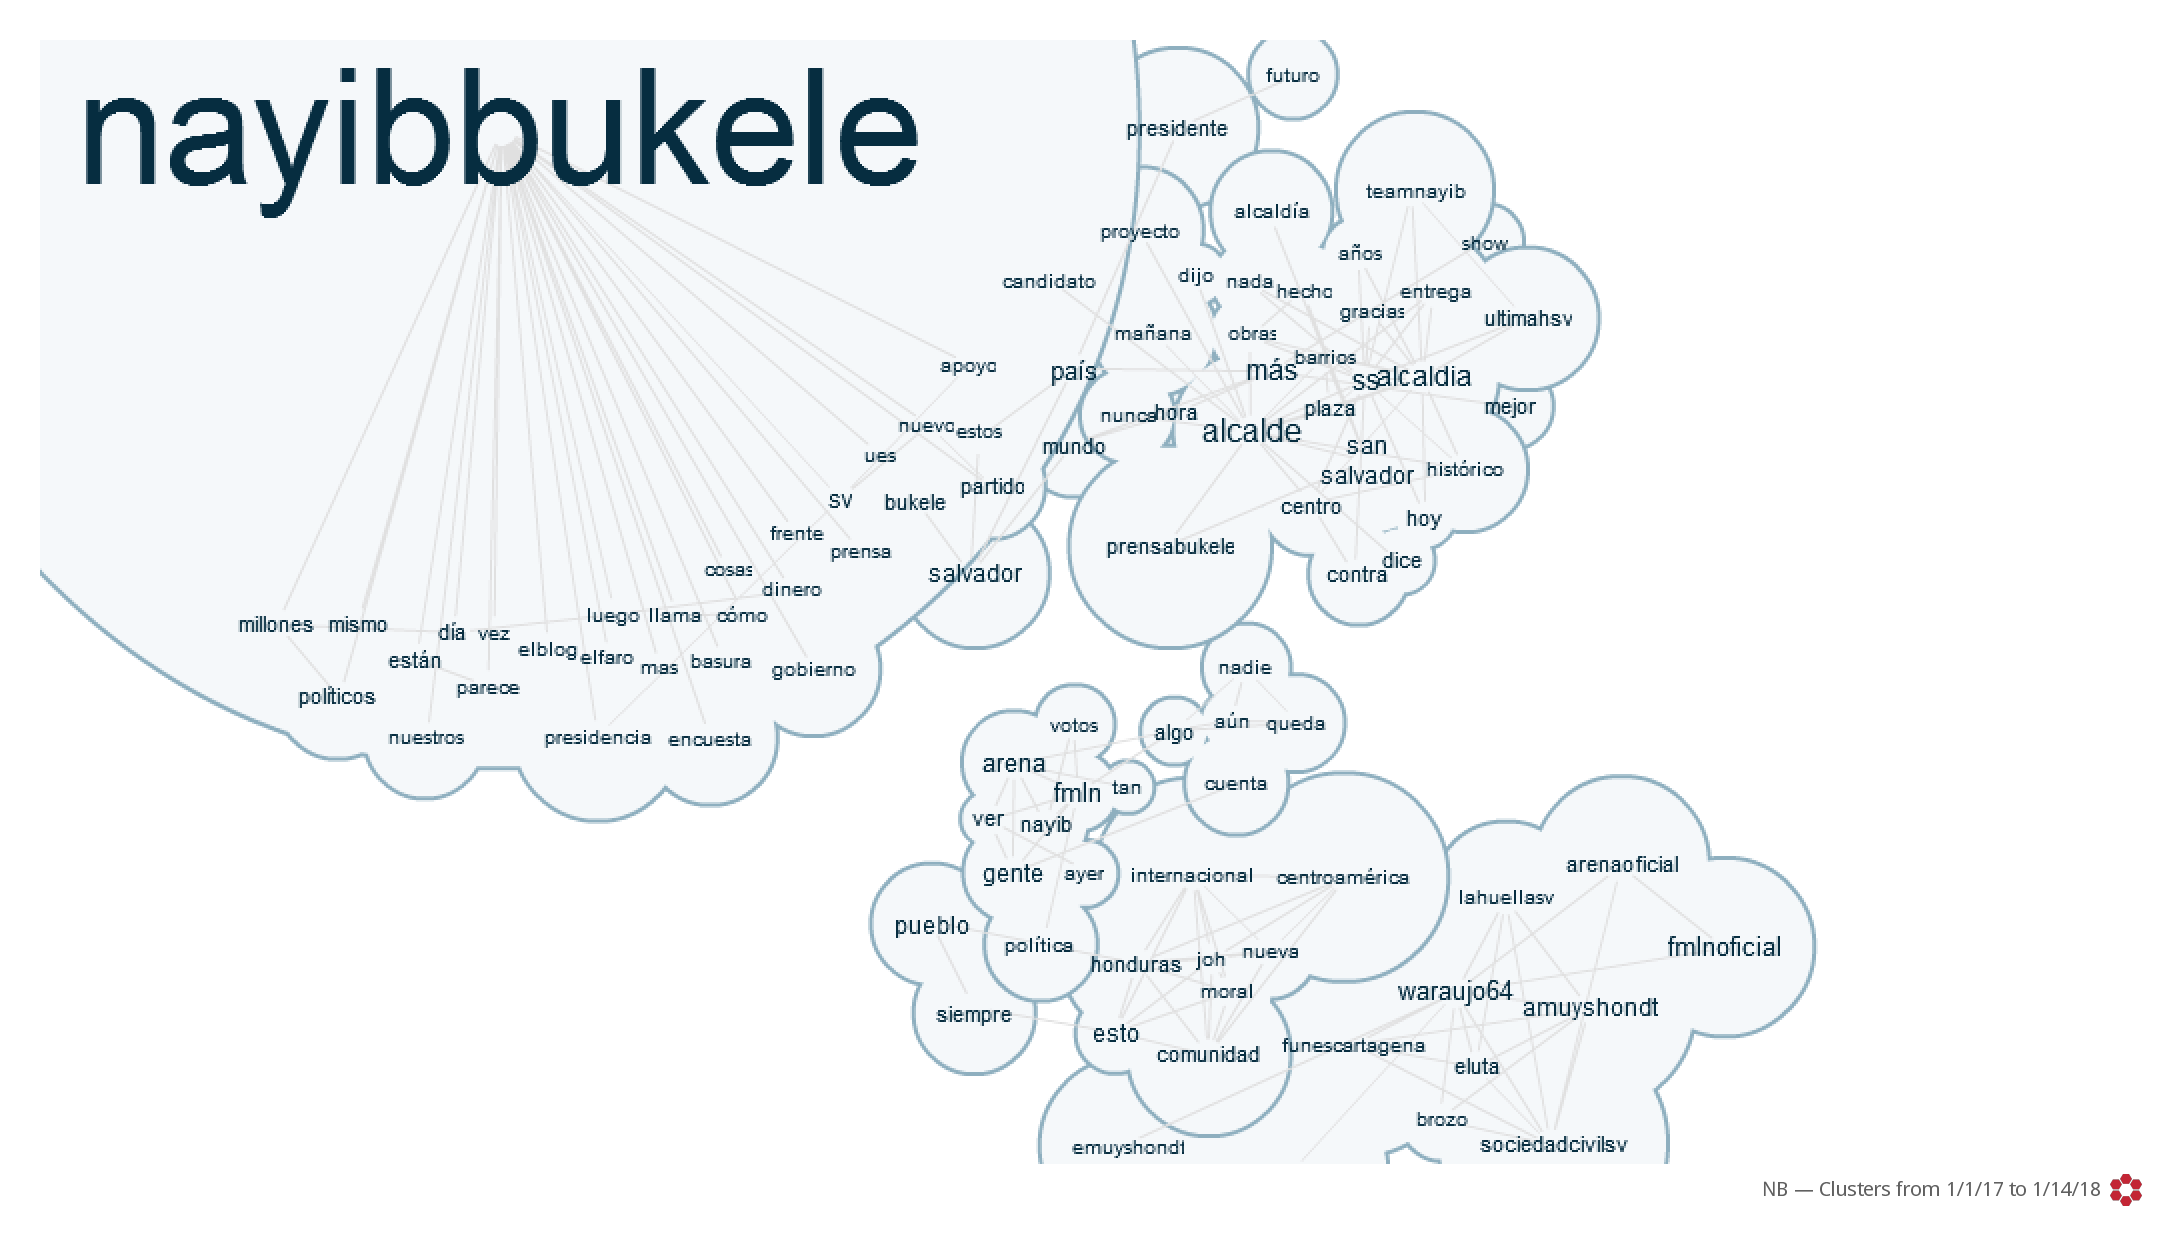 nayibbukele
futuro
presidente
teamnayib
alcaldía
proyecto
show
años
candidato
dijo
nada
hecho
entrega
gracias
ultimahsv
mañana
obras
barrios
apoyo
país
más
ss
alcaldia
nunca
hora
plaza
mejor
nuevo
estos
alcalde
mundo
san
ues
salvador
histórico
sv
bukele
partido
centro
hoy
frente
prensa
prensabukele
dice
cosas
salvador
contra
dinero
millones
mismo
día
vez
luego
llama
cómo
están
elblog
elfaro
mas
basura
gobierno
nadie
políticos
parece
nuestros
presidencia
encuesta
votos
algo
aún
queda
arena
fmln
tan
cuenta
ver
nayib
gente
ayer
internacional
centroamérica
arenaoficial
lahuellasv
pueblo
política
honduras
joh
nueva
fmlnoficial
moral
waraujo64
amuyshondt
siempre
esto
comunidad
funescartagena
eluta
brozo
emuyshondt
sociedadcivilsv
NB — Clusters from 1/1/17 to 1/14/18